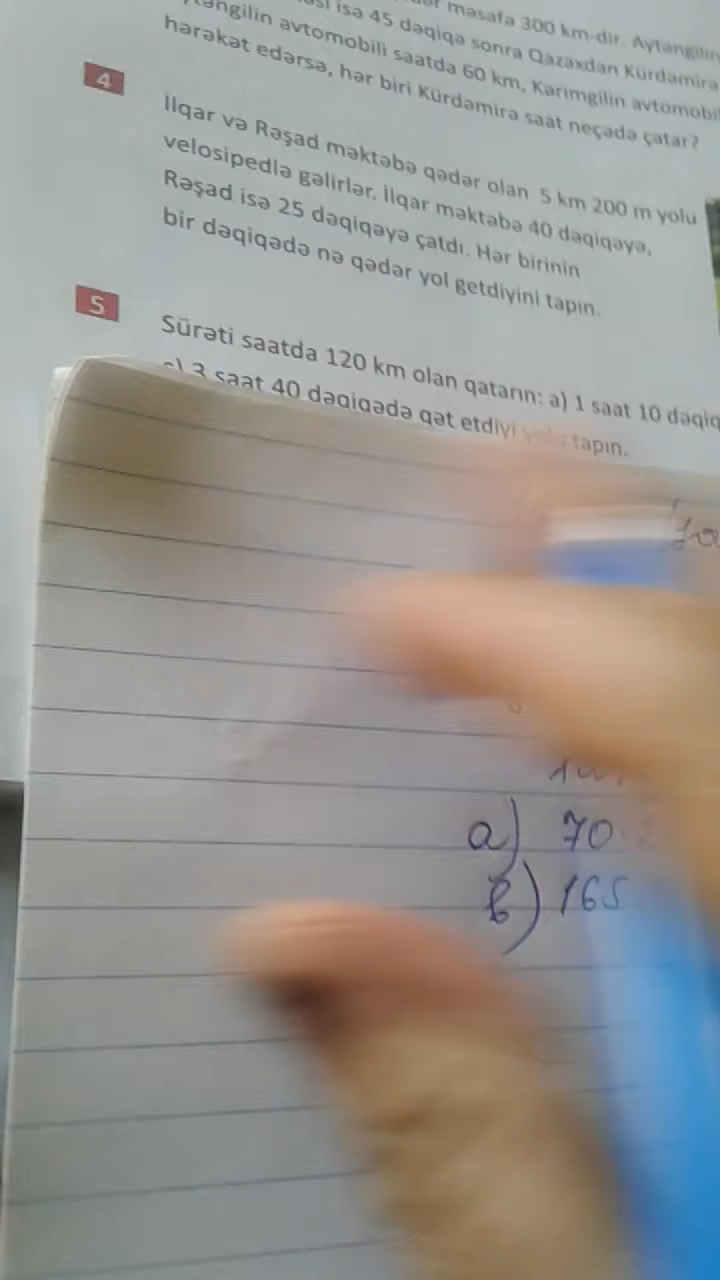 məsafə 300 km-dir. Aytəngilin
isə 45 dəqiqə sonra Qazaxdan Kürdəmirə
avtomobili saatda 60 km, Kərimgilin avtomobil
hərəkət edərsə, hər biri Kürdəmirə saat neçədə çatar?
4
İlqar və Rəşad məktəbə qədər olan 5 km 200 m yolu
velosipedlə gəlirlər. İlqar məktəbə 40 dəqiqəyə,
Rəşad isə 25 dəqiqəyə çatdı. Hər birinin
bir dəqiqədə nə qədər yol getdiyini tapın.
5
Sürəti saatda 120 km olan qatarın: a) 1 saat 10 dəqiq
3 saat 40 dəqiqədə qət etdiyi yolu tapın.
a) 70
b) 165